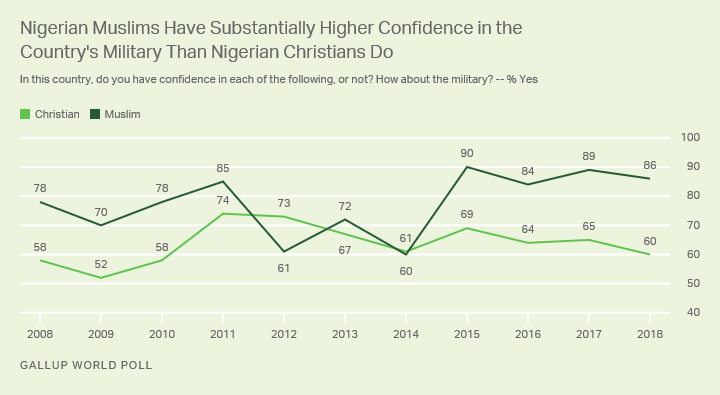 Nigerian Muslims Have Substantially Higher Confidence in the
Country's Military Than Nigerian Christians Do
In this country, do you have confidence in each of the following, or not? How about the military? -- % Yes
Christian Muslim
100
90
80
70
60
50
40
78 70 78 85 61 72 60 90 84 89 86
58 52 58 74 73 67 61 69 64 65 60
2008 2009 2010 2011 2012 2013 2014 2015 2016 2017 2018
GALLUP WORLD POLL